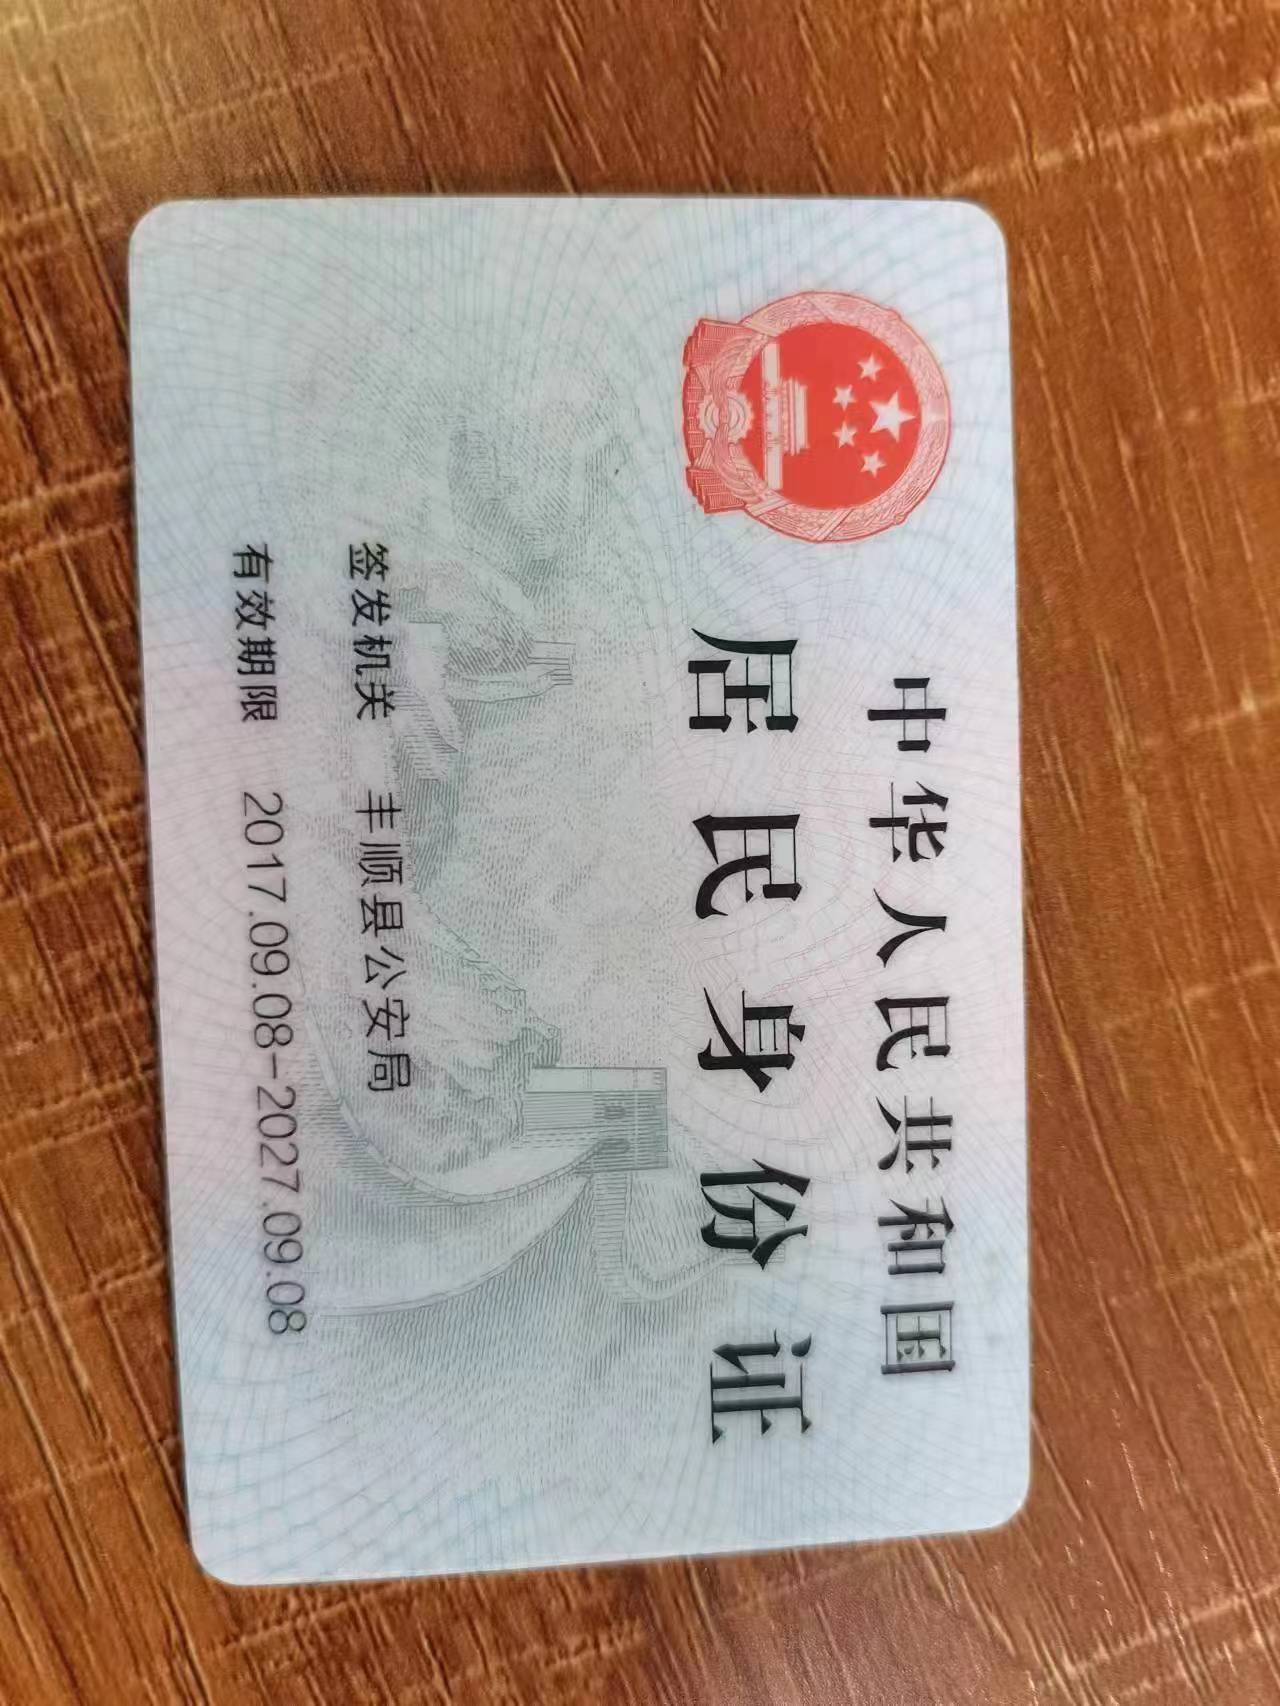 中华人民共和国
居民身份证
签发机关 丰顺县公安局
有效期限 2017.09.08-2027.09.08